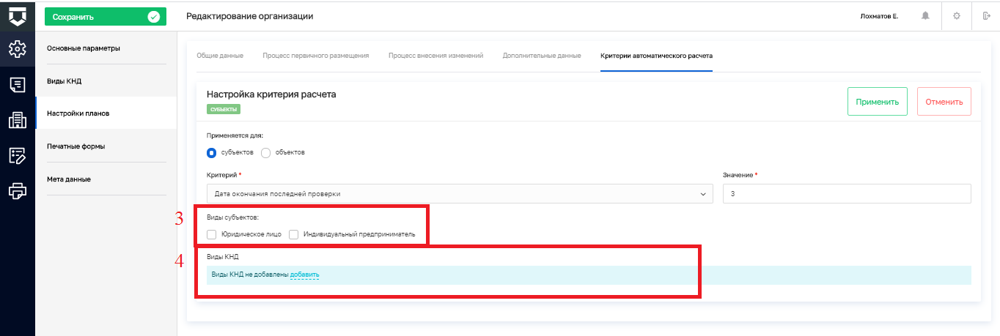 Сохранить
Редактирование организации
Лохматов Е.
Основные параметры
Виды КНД
Настройки планов
Печатные формы
Мета данные
Общие данные
Процесс первичного размещения
Процесс внесения изменений
Дополнительные данные
Критерии автоматического расчета
Настройка критерия расчета
СУБЪЕКТЫ
Применить
Отменить
Применяется для:
субъектов
объектов
Критерий *
Значение *
Дата окончания последней проверки
3
3
Виды субъектов:
Юридическое лицо
Индивидуальный предприниматель
4
Виды КНД
Виды КНД не добавлены добавить